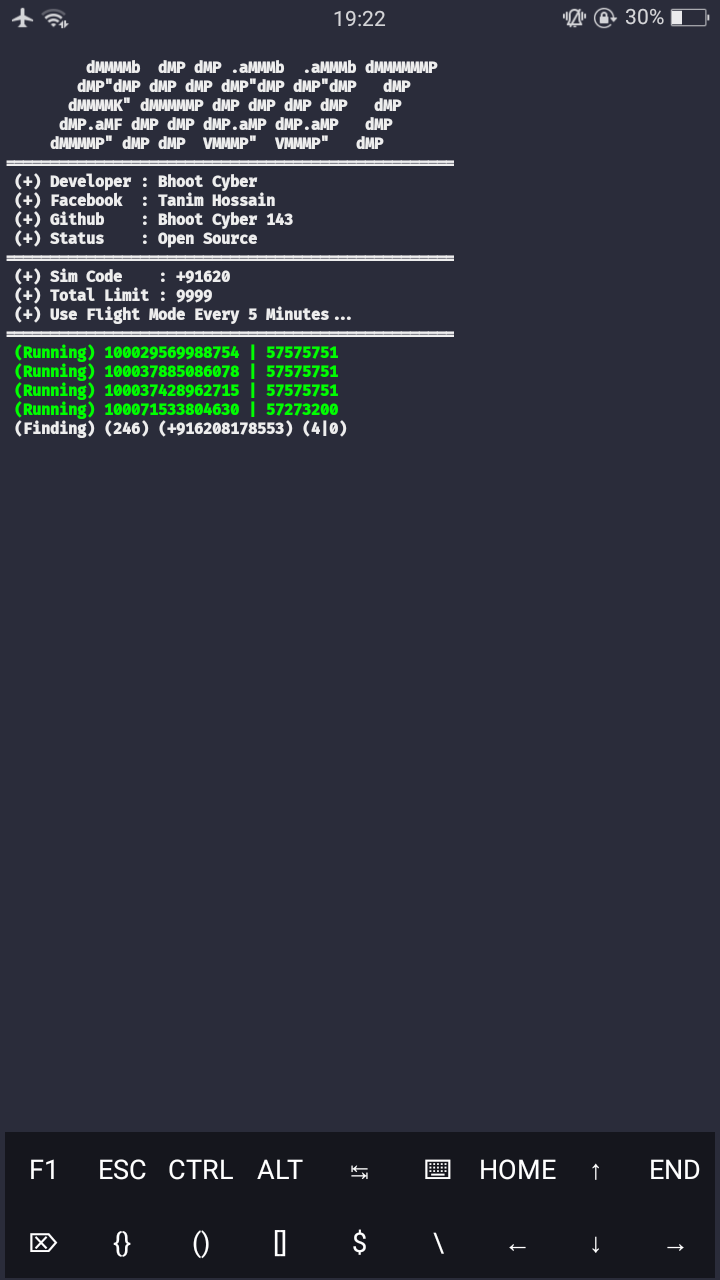 19:22 30%
dMMMMb dMP dMP .aMMMb .aMMMb dMMMMMMP
dMP"dMP dMP dMP dMP"dMP dMP"dMP dMP
dMMMMK" dMMMMMP dMP dMP dMP dMP dMP
dMP.aMF dMP dMP dMP.aMP dMP.aMP dMP
dMMMMP" dMP dMP VMMMP" VMMMP" dMP
(+) Developer : Bhoot Cyber
(+) Facebook : Tanim Hossain
(+) Github : Bhoot Cyber 143
(+) Status : Open Source
(+) Sim Code : +91620
(+) Total Limit : 9999
(+) Use Flight Mode Every 5 Minutes...
(Running) 100029569988754 | 57575751
(Running) 100037885086078 | 57575751
(Running) 100037428962715 | 57575751
(Running) 100071533804630 | 57273200
(Finding) (246) (+916208178553) (4|0)
F1 ESC CTRL ALT HOME ↑ END
{} () [] $ \ ← ↓ →